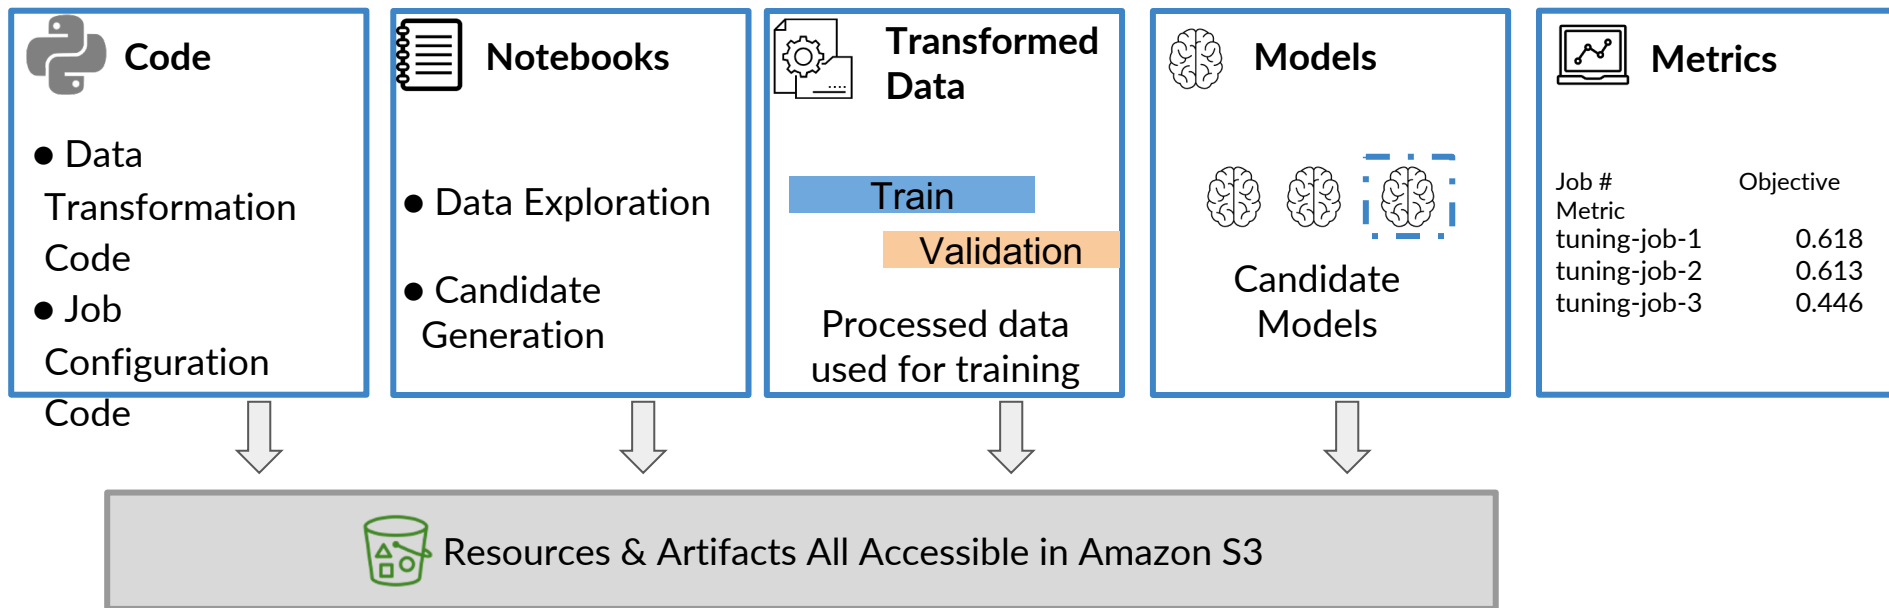 Code
● Data
Transformation
Code
● Job
Configuration
Code
Notebooks
● Data Exploration
● Candidate
Generation
Transformed
Data
Train
Validation
Processed data
used for training
Models
Candidate
Models
Metrics
Job # Objective
Metric
tuning-job-1 0.618
tuning-job-2 0.613
tuning-job-3 0.446
Resources & Artifacts All Accessible in Amazon S3